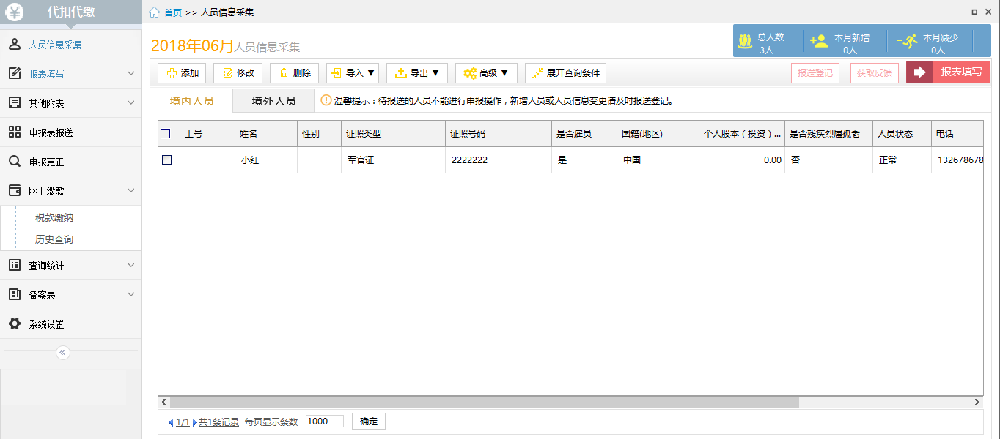 代扣代缴
首页 >> 人员信息采集
人员信息采集
报表填写
其他附表
申报表报送
申报更正
网上缴款
税款缴纳
历史查询
查询统计
备案表
系统设置
2018年06月人员信息采集
总人数 3人
本月新增 0人
本月减少 0人
添加 修改 删除 导入 ▼ 导出 ▼ 高级 ▼ 展开查询条件 报送登记 获取反馈 报表填写
境内人员 境外人员 温馨提示：待报送的人员不能进行申报操作，新增人员或人员信息变更请及时报送登记。
工号 姓名 性别 证照类型 证照号码 是否雇员 国籍(地区) 个人股本（投资）... 是否残疾烈属孤老 人员状态 电话
小红 军官证 2222222 是 中国 0.00 否 正常 132678678
1/1 共1条记录 每页显示条数 1000 确定